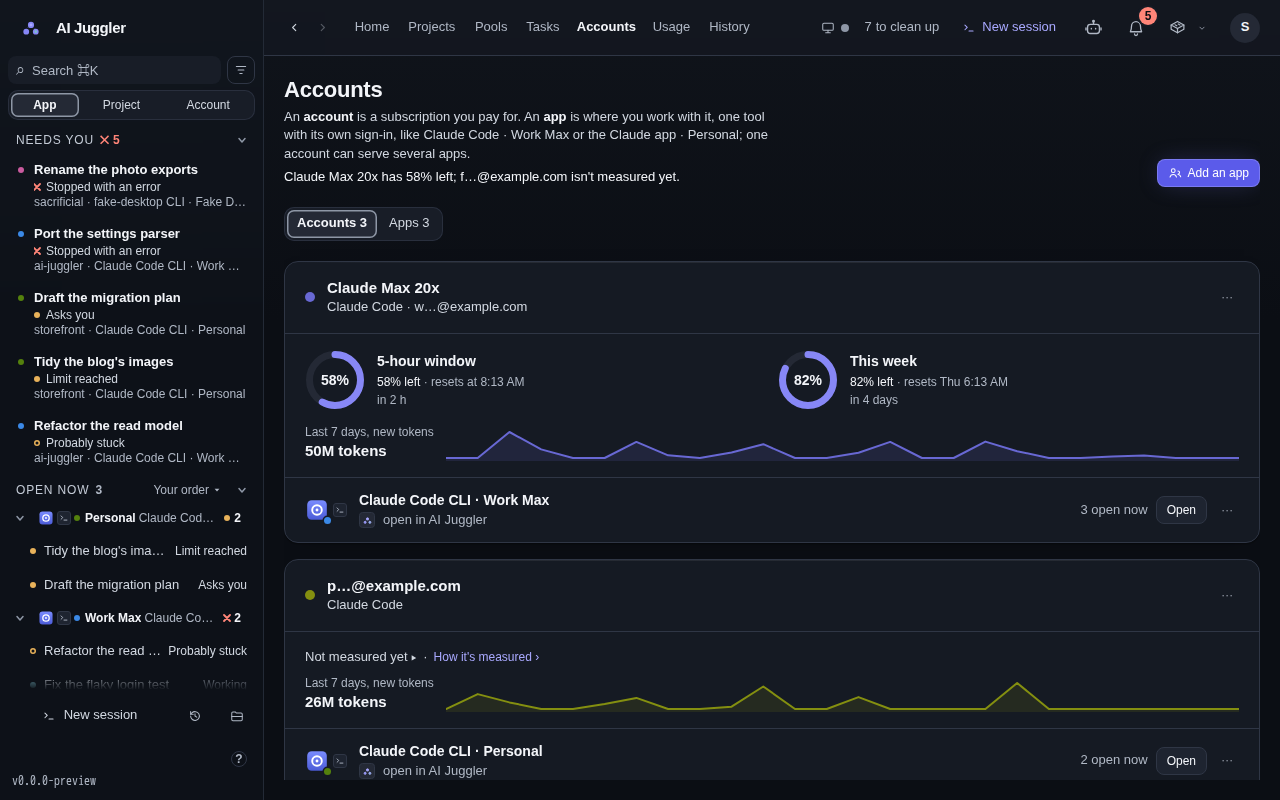 AI Juggler
Search ⌘K
App
Project
Account
NEEDS YOU 5
Rename the photo exports
Stopped with an error
sacrificial · fake-desktop CLI · Fake D…
Port the settings parser
Stopped with an error
ai-juggler · Claude Code CLI · Work …
Draft the migration plan
Asks you
storefront · Claude Code CLI · Personal
Tidy the blog's images
Limit reached
storefront · Claude Code CLI · Personal
Refactor the read model
Probably stuck
ai-juggler · Claude Code CLI · Work …
OPEN NOW 3
Your order
Personal Claude Cod… 2
Tidy the blog's ima… Limit reached
Draft the migration plan Asks you
Work Max Claude Co… 2
Refactor the read … Probably stuck
Fix the flaky login test Working
New session
?
v0.0.0-preview
Home
Projects
Pools
Tasks
Accounts
Usage
History
7 to clean up
New session
5
S
Accounts
An account is a subscription you pay for. An app is where you work with it, one tool
with its own sign-in, like Claude Code · Work Max or the Claude app · Personal; one
account can serve several apps.
Claude Max 20x has 58% left; f…@example.com isn't measured yet.
Add an app
Accounts 3
Apps 3
Claude Max 20x
Claude Code · w…@example.com
58%
5-hour window
58% left · resets at 8:13 AM
in 2 h
82%
This week
82% left · resets Thu 6:13 AM
in 4 days
Last 7 days, new tokens
50M tokens
Claude Code CLI · Work Max
open in AI Juggler
3 open now
Open
p…@example.com
Claude Code
Not measured yet ▸ · How it's measured ›
Last 7 days, new tokens
26M tokens
Claude Code CLI · Personal
open in AI Juggler
2 open now
Open